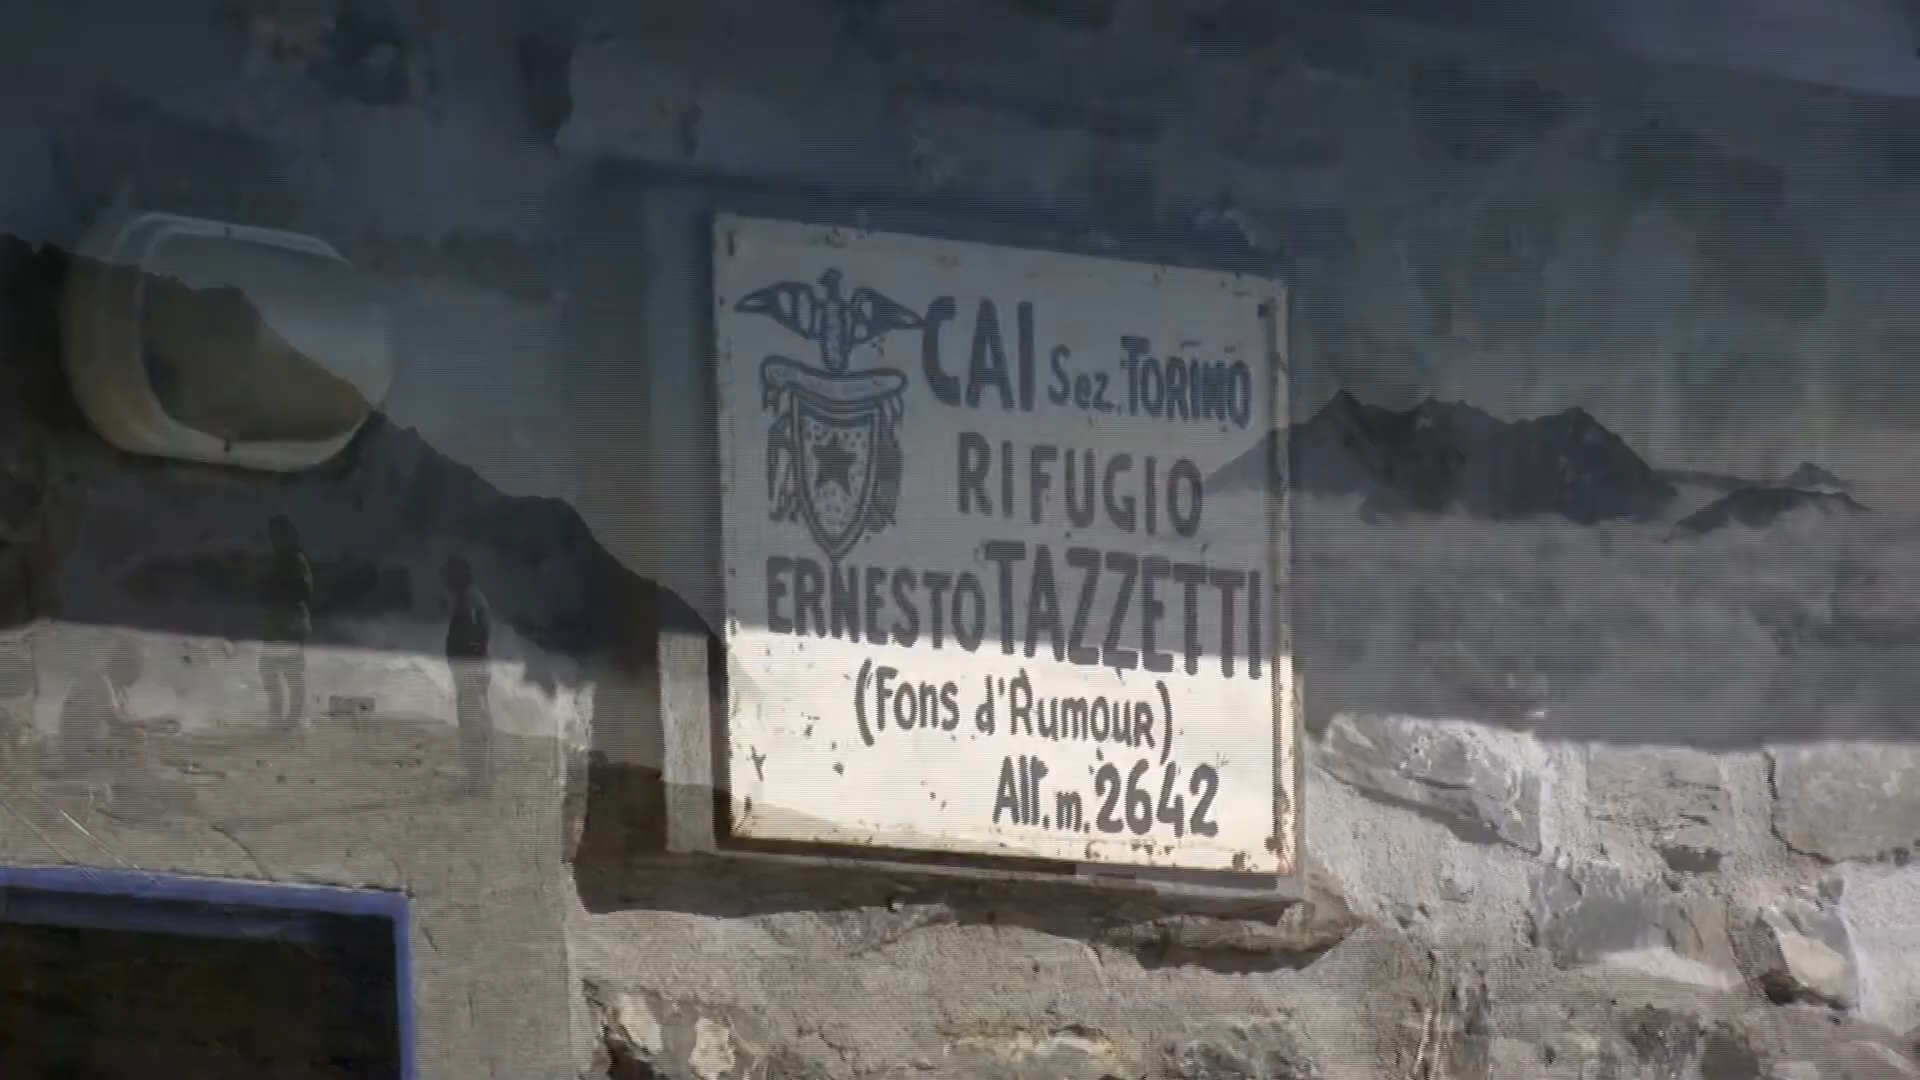 CAI Sez. TORINO
RIFUGIO
ERNESTO TAZZETTI
(Fons d'Rumour)
Alt. m. 2642